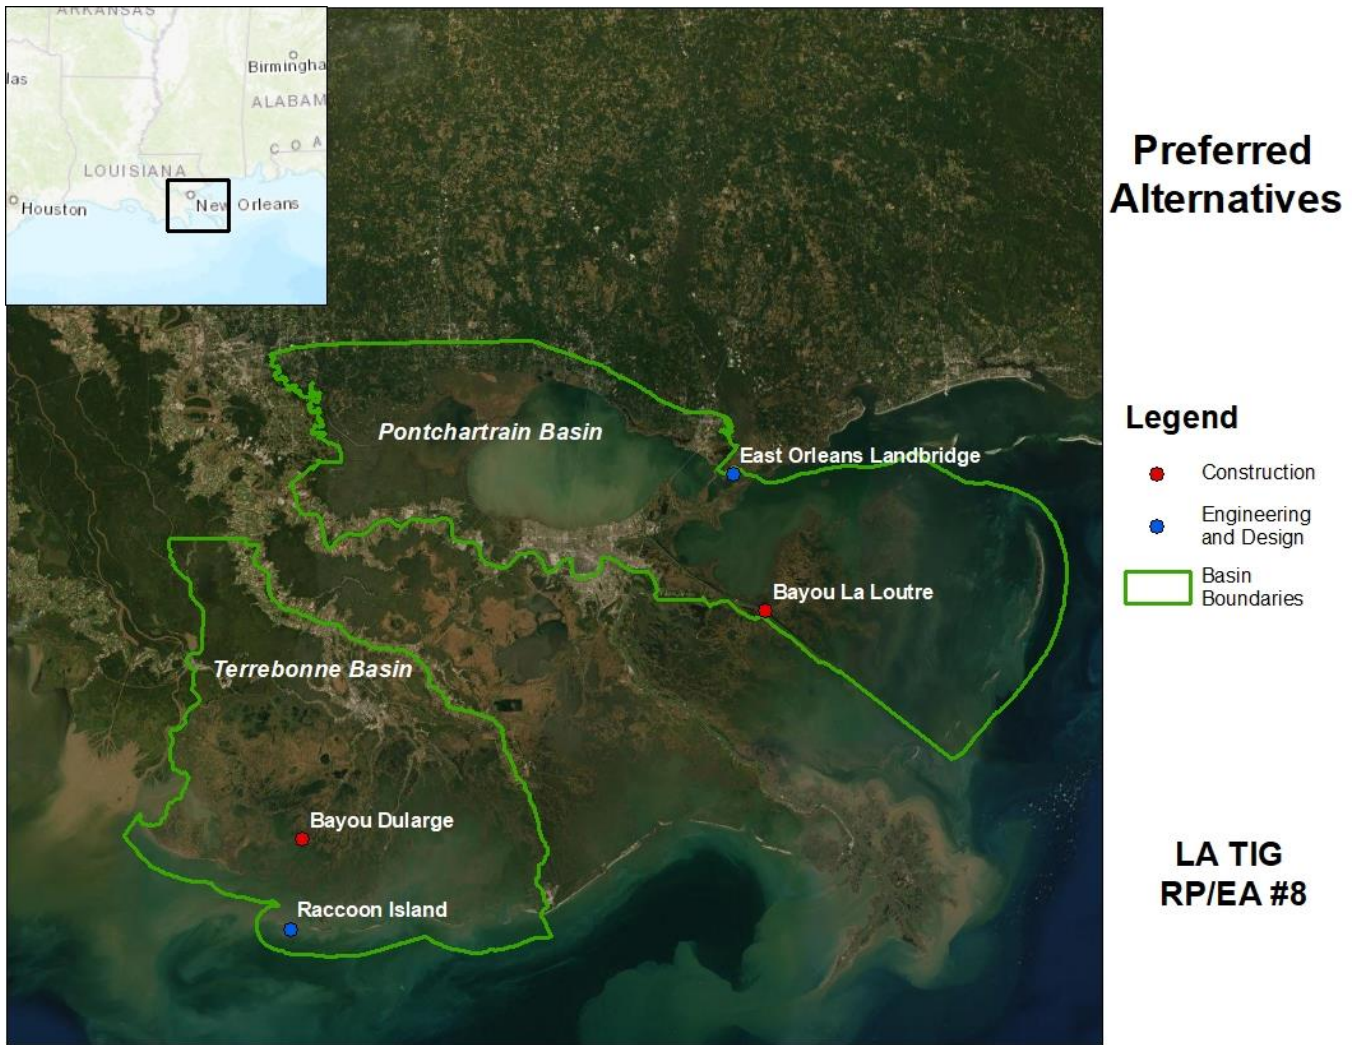 ARKANSAS
las
Birmingha
ALABAM
COA
LOUISIANA
Houston
New Orleans
Preferred
Alternatives
Pontchartrain Basin
East Orleans Landbridge
Bayou La Loutre
Terrebonne Basin
Bayou Dularge
Raccoon Island
Legend
Construction
Engineering
and Design
Basin
Boundaries
LA TIG
RP/EA #8